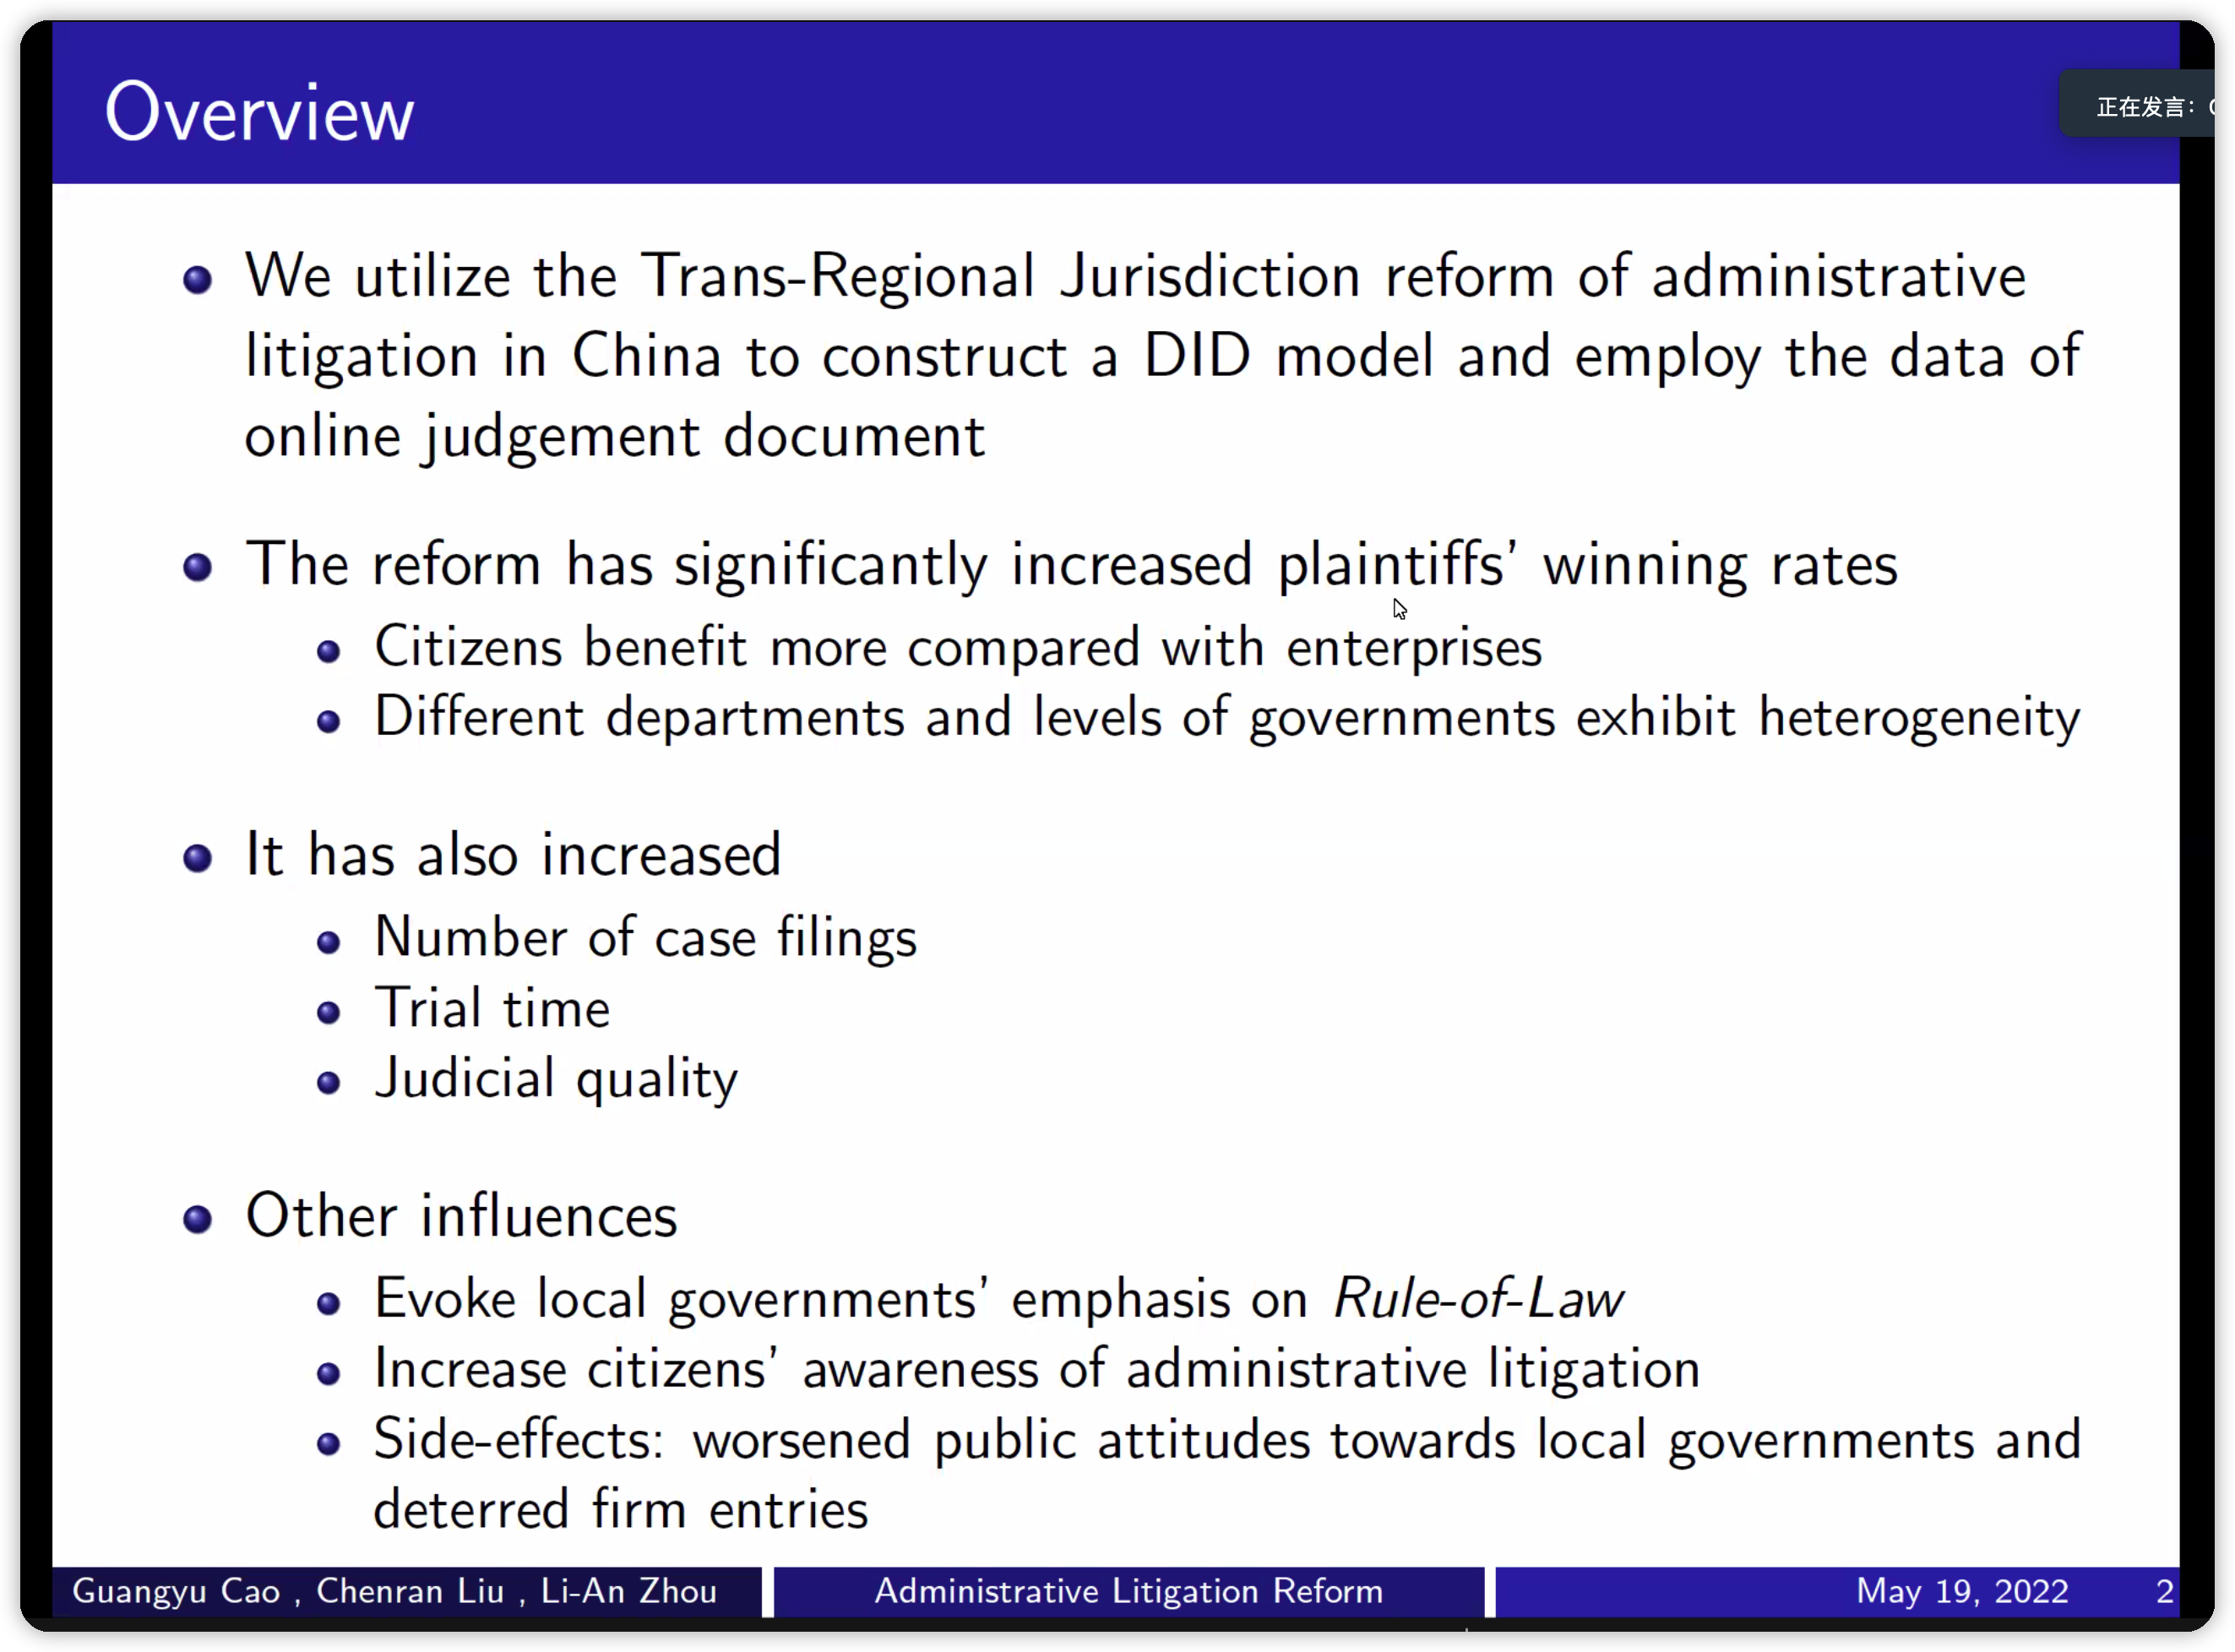 Overview
正在发言：
We utilize the Trans-Regional Jurisdiction reform of administrative
litigation in China to construct a DID model and employ the data of
online judgement document
The reform has significantly increased plaintiffs' winning rates
Citizens benefit more compared with enterprises
Different departments and levels of governments exhibit heterogeneity
It has also increased
Number of case filings
Trial time
Judicial quality
Other influences
Evoke local governments' emphasis on Rule-of-Law
Increase citizens' awareness of administrative litigation
Side-effects: worsened public attitudes towards local governments and
deterred firm entries
Guangyu Cao , Chenran Liu , Li-An Zhou
Administrative Litigation Reform
May 19, 2022
2